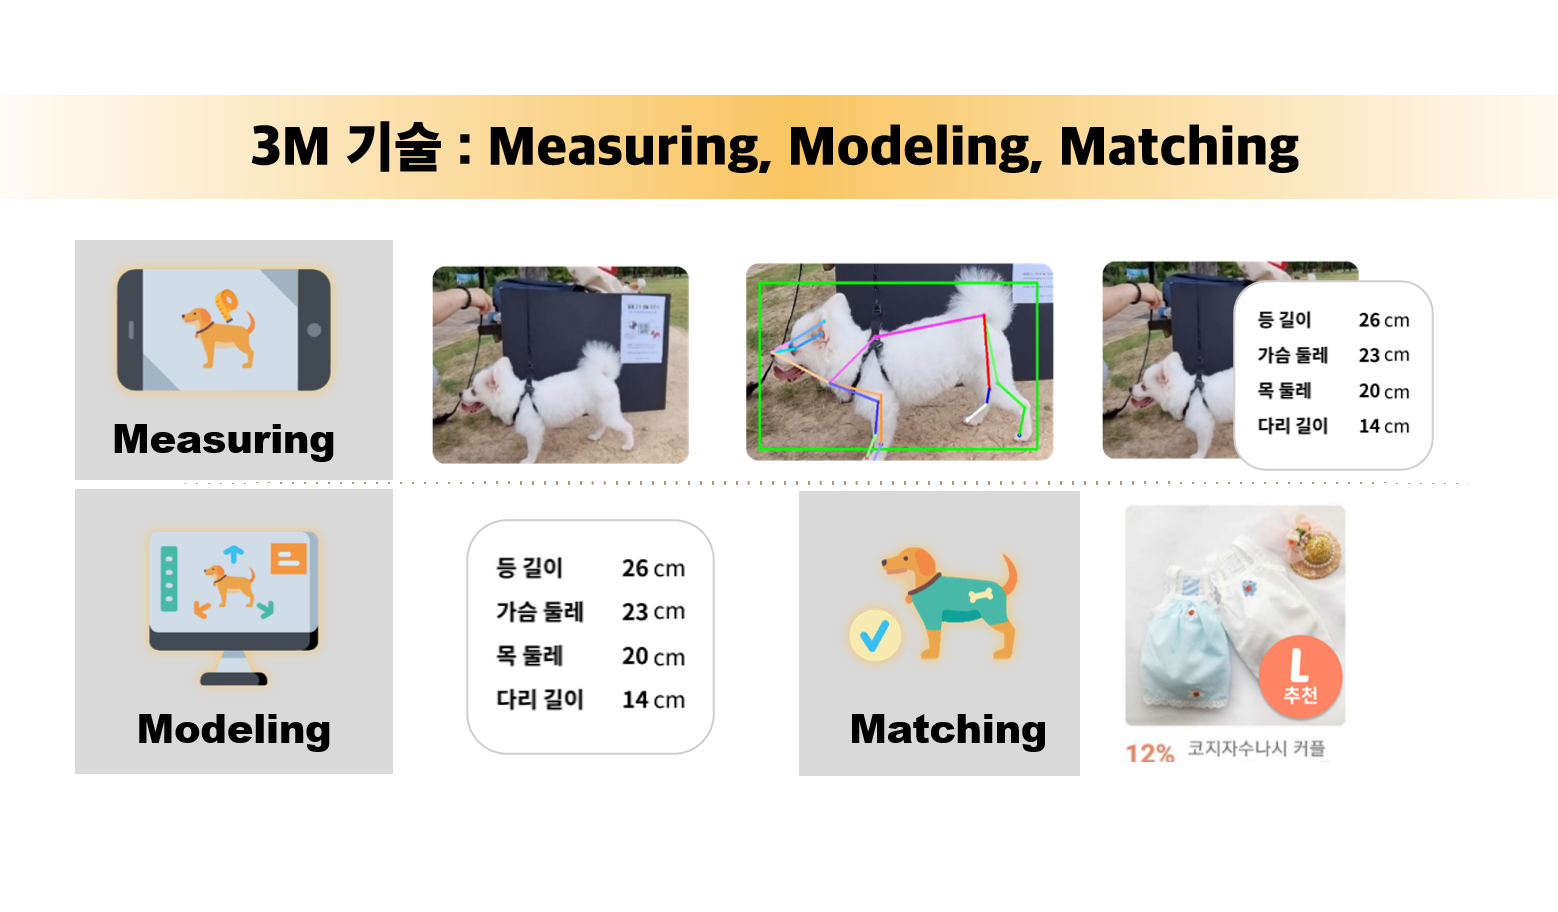 3M 기술 : Measuring, Modeling, Matching
Measuring
등 길이 26 cm
가슴 둘레 23 cm
목 둘레 20 cm
다리 길이 14 cm
Modeling
등 길이 26 cm
가슴 둘레 23 cm
목 둘레 20 cm
다리 길이 14 cm
Matching
L
추천
12% 코지자수나시 커플